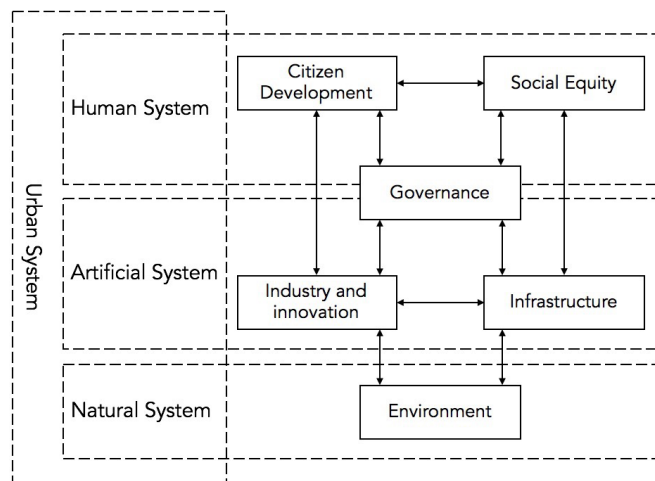 Urban System
Human System
Citizen
Development
Social Equity
Governance
Artificial System
Industry and
innovation
Infrastructure
Natural System
Environment